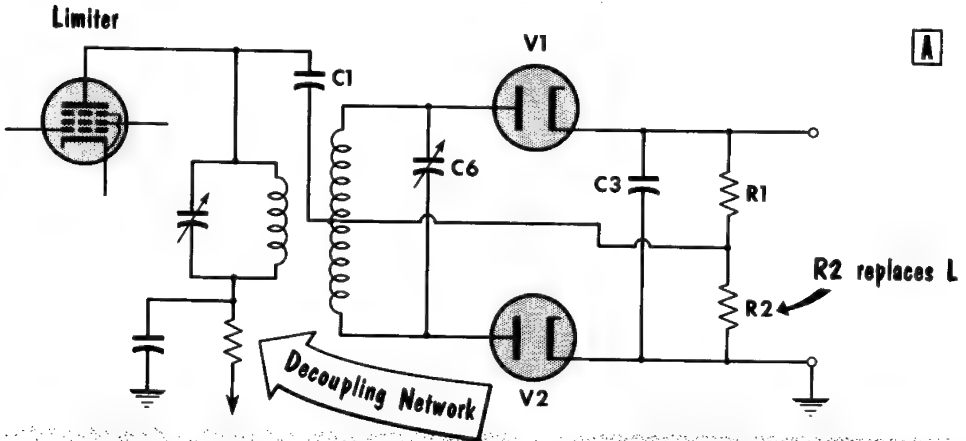 Limiter
V1
A
C1
C6
C3
R1
R2 replaces L
R2
Decoupling Network
V2